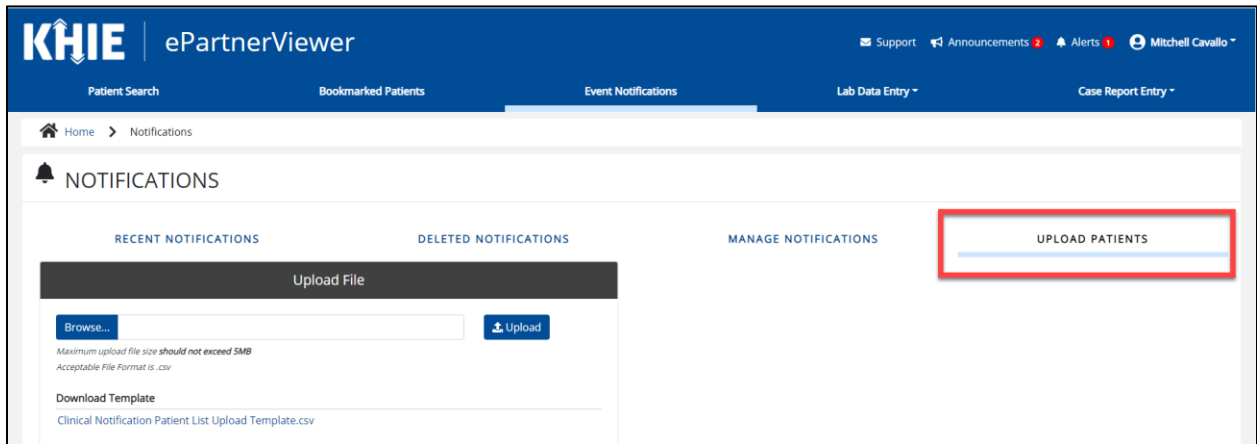 KHIE ePartnerViewer
Support Announcements 2 Alerts 1 Mitchell Cavallo
Patient Search Bookmarked Patients Event Notifications Lab Data Entry Case Report Entry
Home > Notifications
NOTIFICATIONS
RECENT NOTIFICATIONS DELETED NOTIFICATIONS MANAGE NOTIFICATIONS UPLOAD PATIENTS
Upload File
Browse... Upload
Maximum upload file size should not exceed 5MB
Acceptable File Format is .csv
Download Template
Clinical Notification Patient List Upload Template.csv